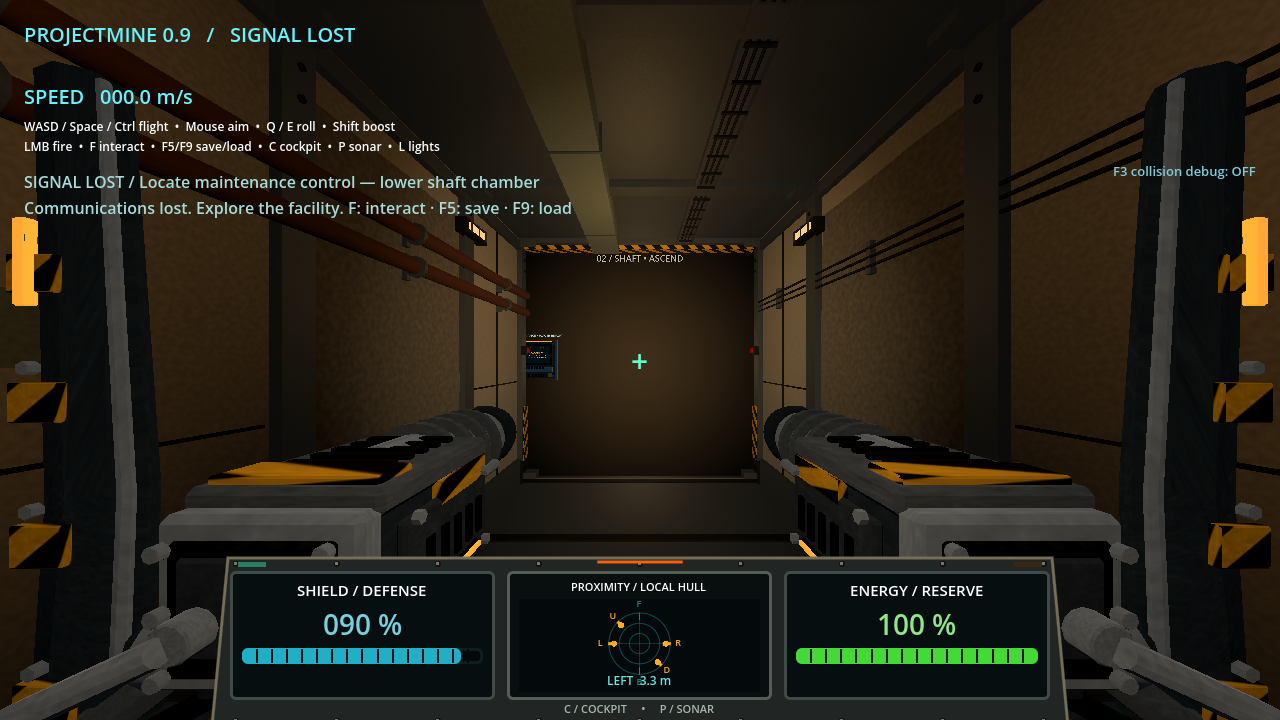 PROJECTMINE 0.9 / SIGNAL LOST
SPEED 000.0 m/s
WASD / Space / Ctrl flight • Mouse aim • Q / E roll • Shift boost
LMB fire • F interact • F5/F9 save/load • C cockpit • P sonar • L lights
SIGNAL LOST / Locate maintenance control — lower shaft chamber
Communications lost. Explore the facility. F: interact · F5: save · F9: load
F3 collision debug: OFF
02 / SHAFT • ASCEND
SHIELD / DEFENSE
090 %
PROXIMITY / LOCAL HULL
F
U
L
R
D
LEFT 3.3 m
ENERGY / RESERVE
100 %
C / COCKPIT • P / SONAR